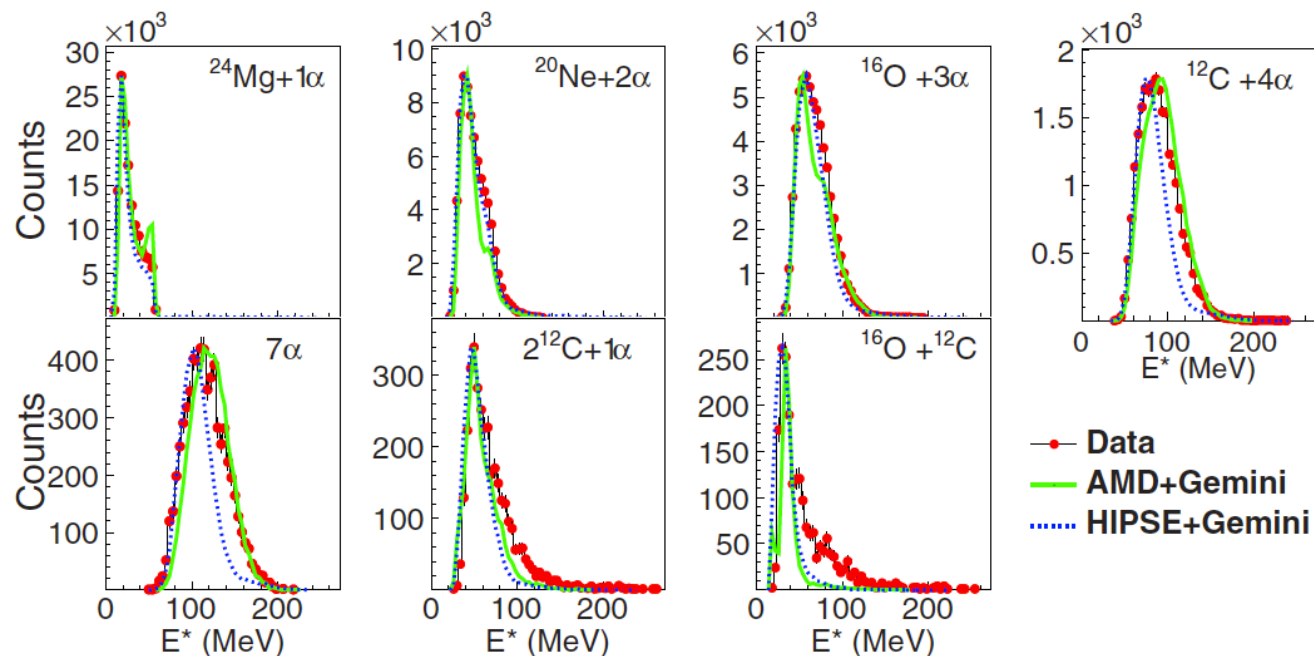 ×10³ ×10³ ×10³ ×10³
²⁴Mg+1α ²⁰Ne+2α ¹⁶O +3α ¹²C +4α
Counts
30 25 20 15 10 5
10 8 6 4 2
6 5 4 3 2 1
2 1.5 1 0.5
0 100 200
E* (MeV)
7α 2¹²C+1α ¹⁶O +¹²C
Counts
400 300 200 100
300 200 100
250 200 150 100 50
0 100 200 0 100 200 0 100 200
E* (MeV) E* (MeV) E* (MeV)
Data
AMD+Gemini
HIPSE+Gemini